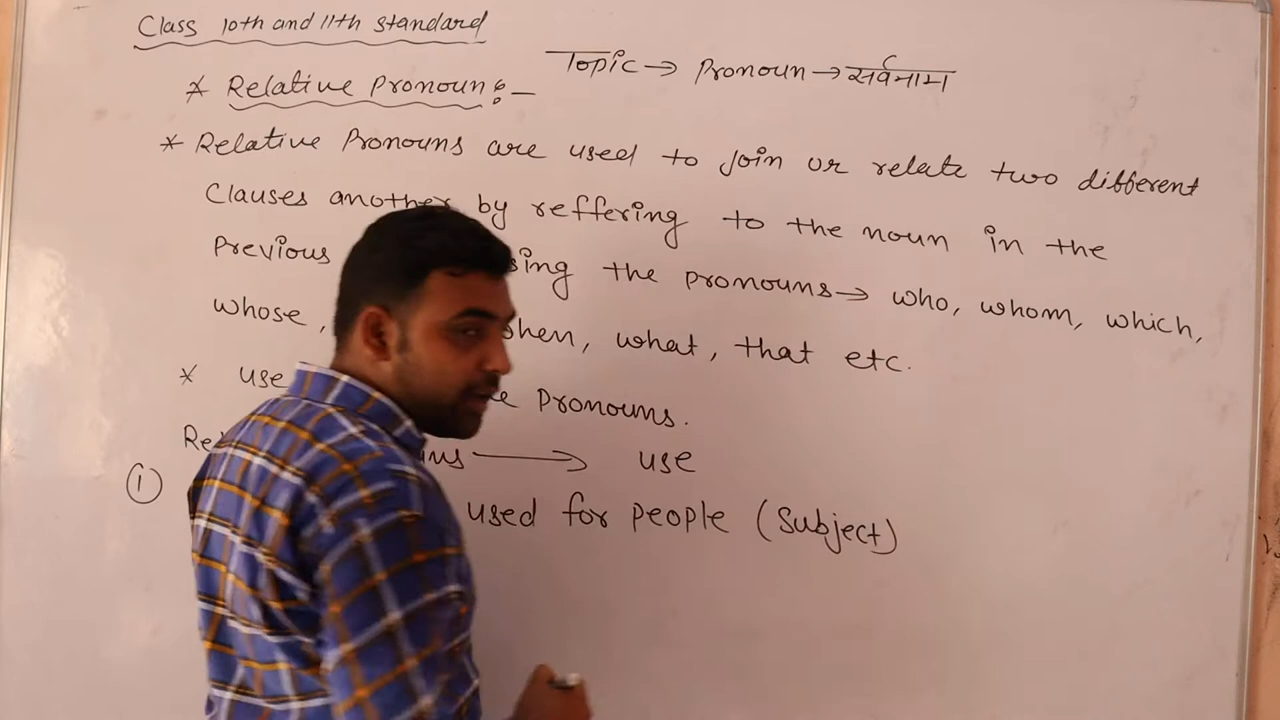 Class 10th and 11th standard
Topic → Pronoun → सर्वनाम
* Relative Pronoun :-
* Relative Pronouns are used to join or relate two different
Clauses another by reffering to the noun in the
Previous the pronouns → who, whom, which,
whose, when, what, that etc.
* use Pronouns.
→ use
① used for people (Subject)